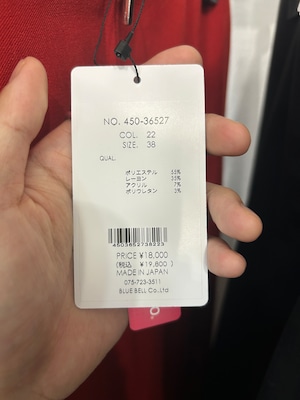 NO. 450-36527
COL. 22
SIZE. 38
QUAL.
ポリエステル 55%
レーヨン 35%
アクリル 7%
ポリウレタン 3%
4603652738223
PRICE ¥18,000
(税込 ¥19,800)
MADE IN JAPAN
075-723-3511
BLUE BELL Co.,Ltd
o.